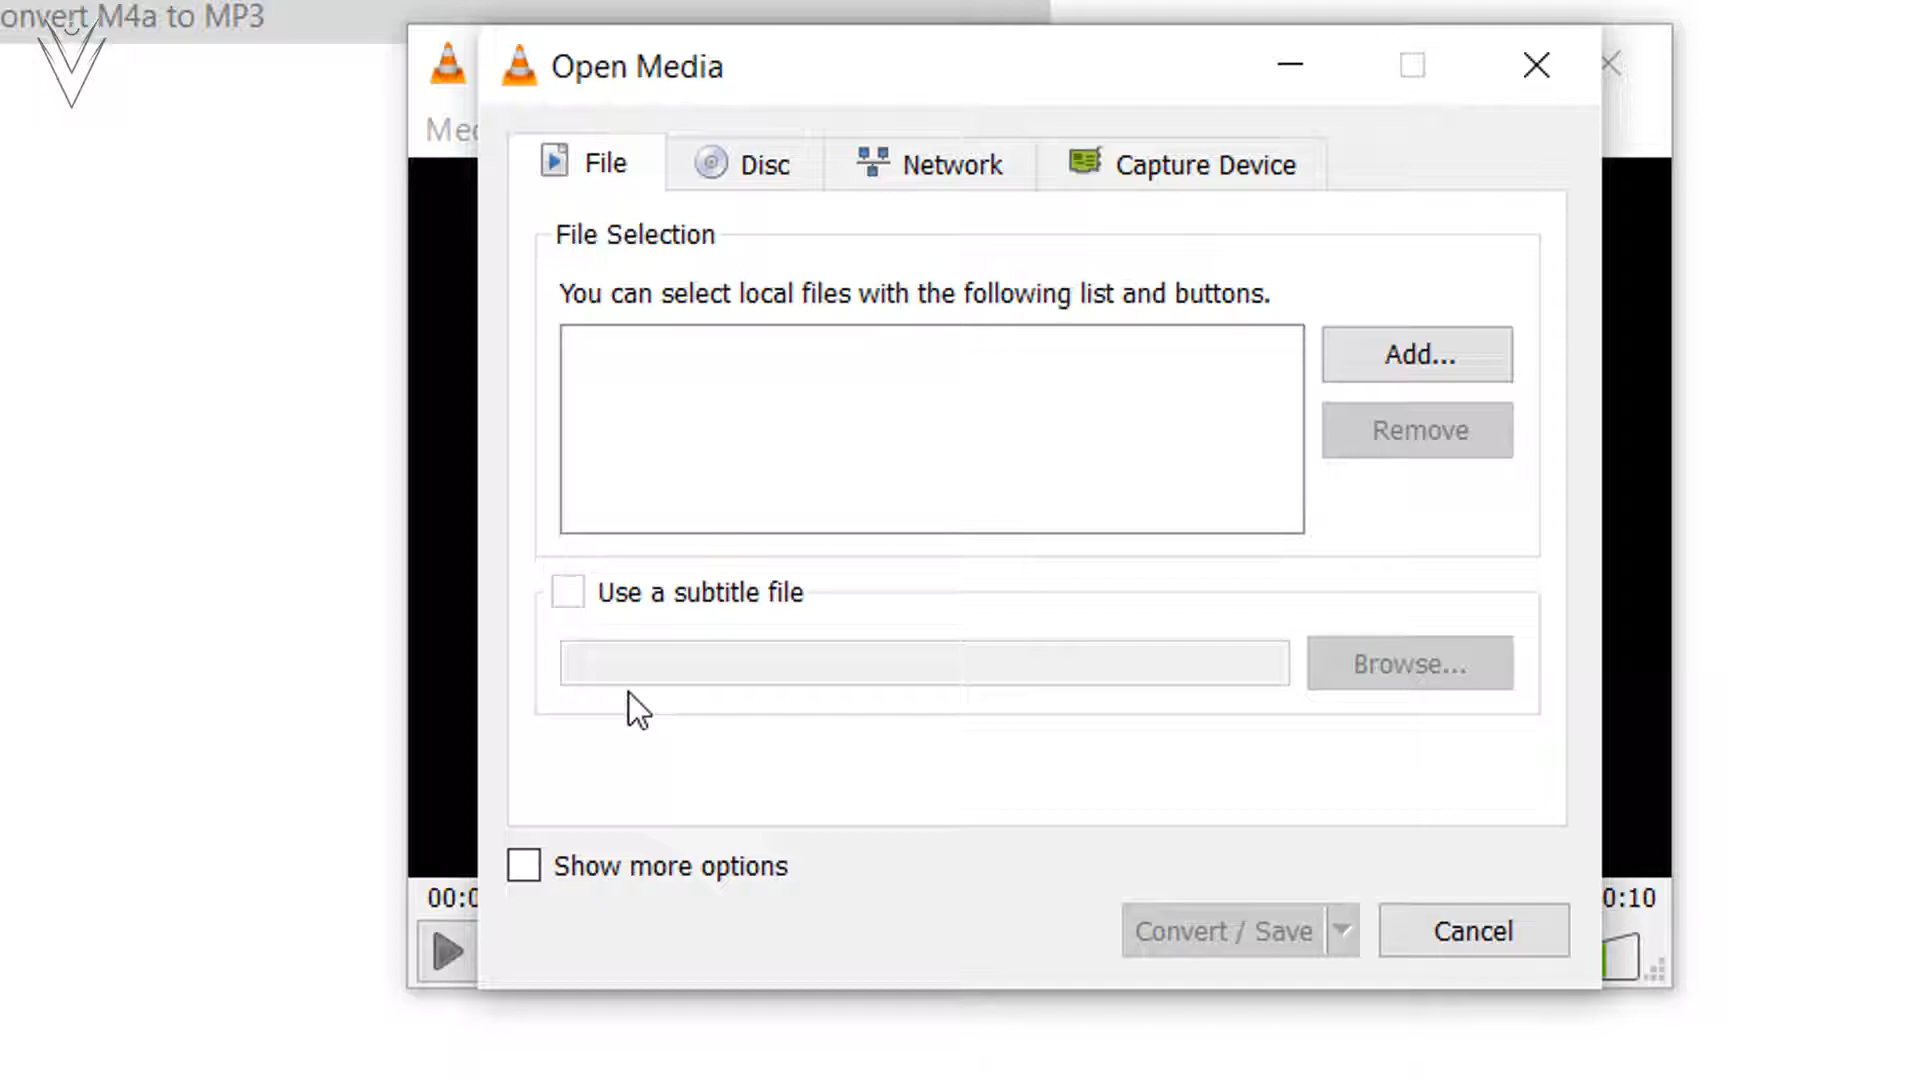 onvert M4a to MP3
Open Media
Med
File
Disc
Network
Capture Device
File Selection
You can select local files with the following list and buttons.
Add...
Remove
Use a subtitle file
Browse...
Show more options
00:0
0:10
Convert / Save
Cancel